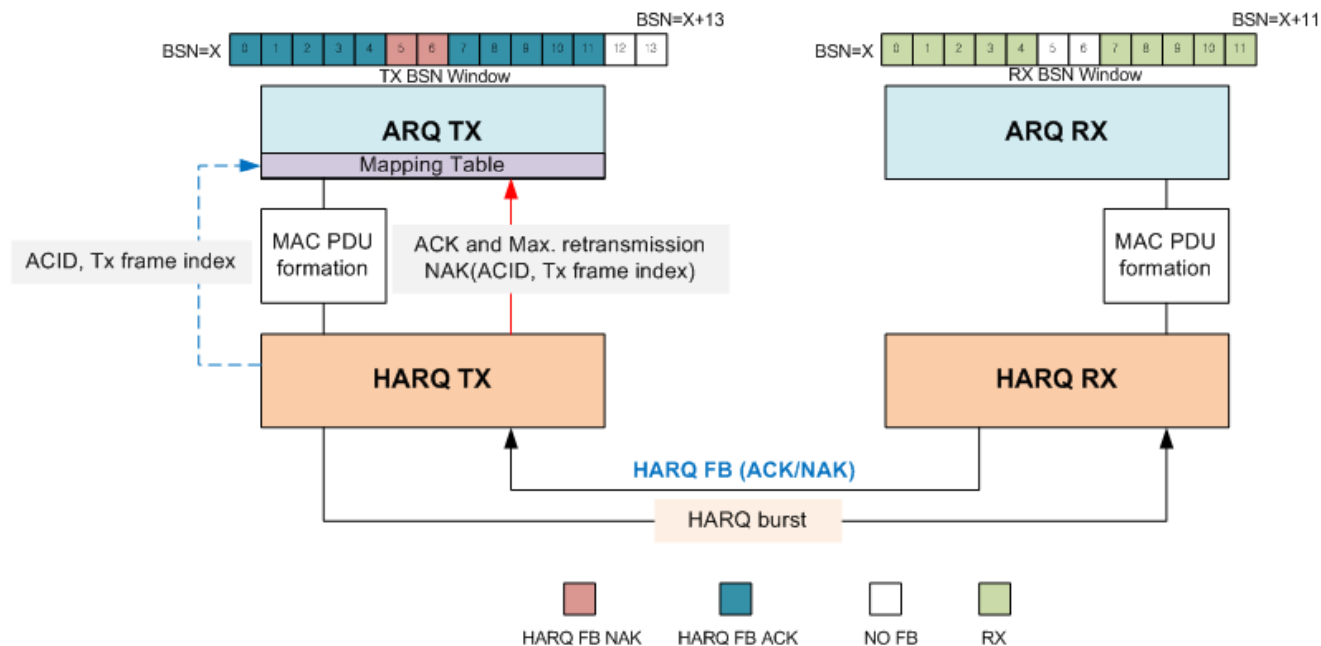 BSN=X+13
BSN=X+11
BSN=X 0 1 2 3 4 5 6 7 8 9 10 11 12 13
BSN=X 0 1 2 3 4 5 6 7 8 9 10 11
TX BSN Window
RX BSN Window
ARQ TX
Mapping Table
ARQ RX
ACID, Tx frame index
MAC PDU
formation
ACK and Max. retransmission
NAK(ACID, Tx frame index)
MAC PDU
formation
HARQ TX
HARQ RX
HARQ FB (ACK/NAK)
HARQ burst
HARQ FB NAK
HARQ FB ACK
NO FB
RX